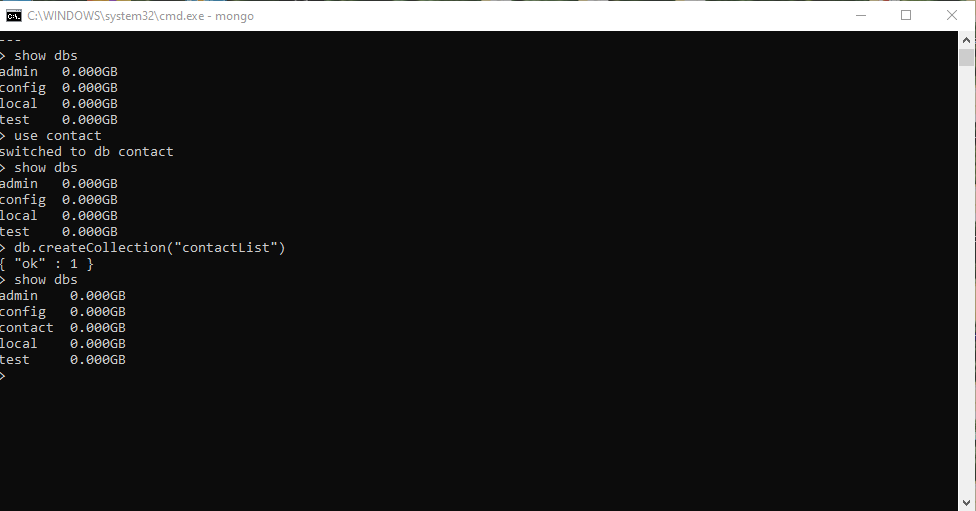 C:\WINDOWS\system32\cmd.exe - mongo
---
> show dbs
admin   0.000GB
config  0.000GB
local   0.000GB
test    0.000GB
> use contact
switched to db contact
> show dbs
admin   0.000GB
config  0.000GB
local   0.000GB
test    0.000GB
> db.createCollection("contactList")
{ "ok" : 1 }
> show dbs
admin    0.000GB
config   0.000GB
contact  0.000GB
local    0.000GB
test     0.000GB
>